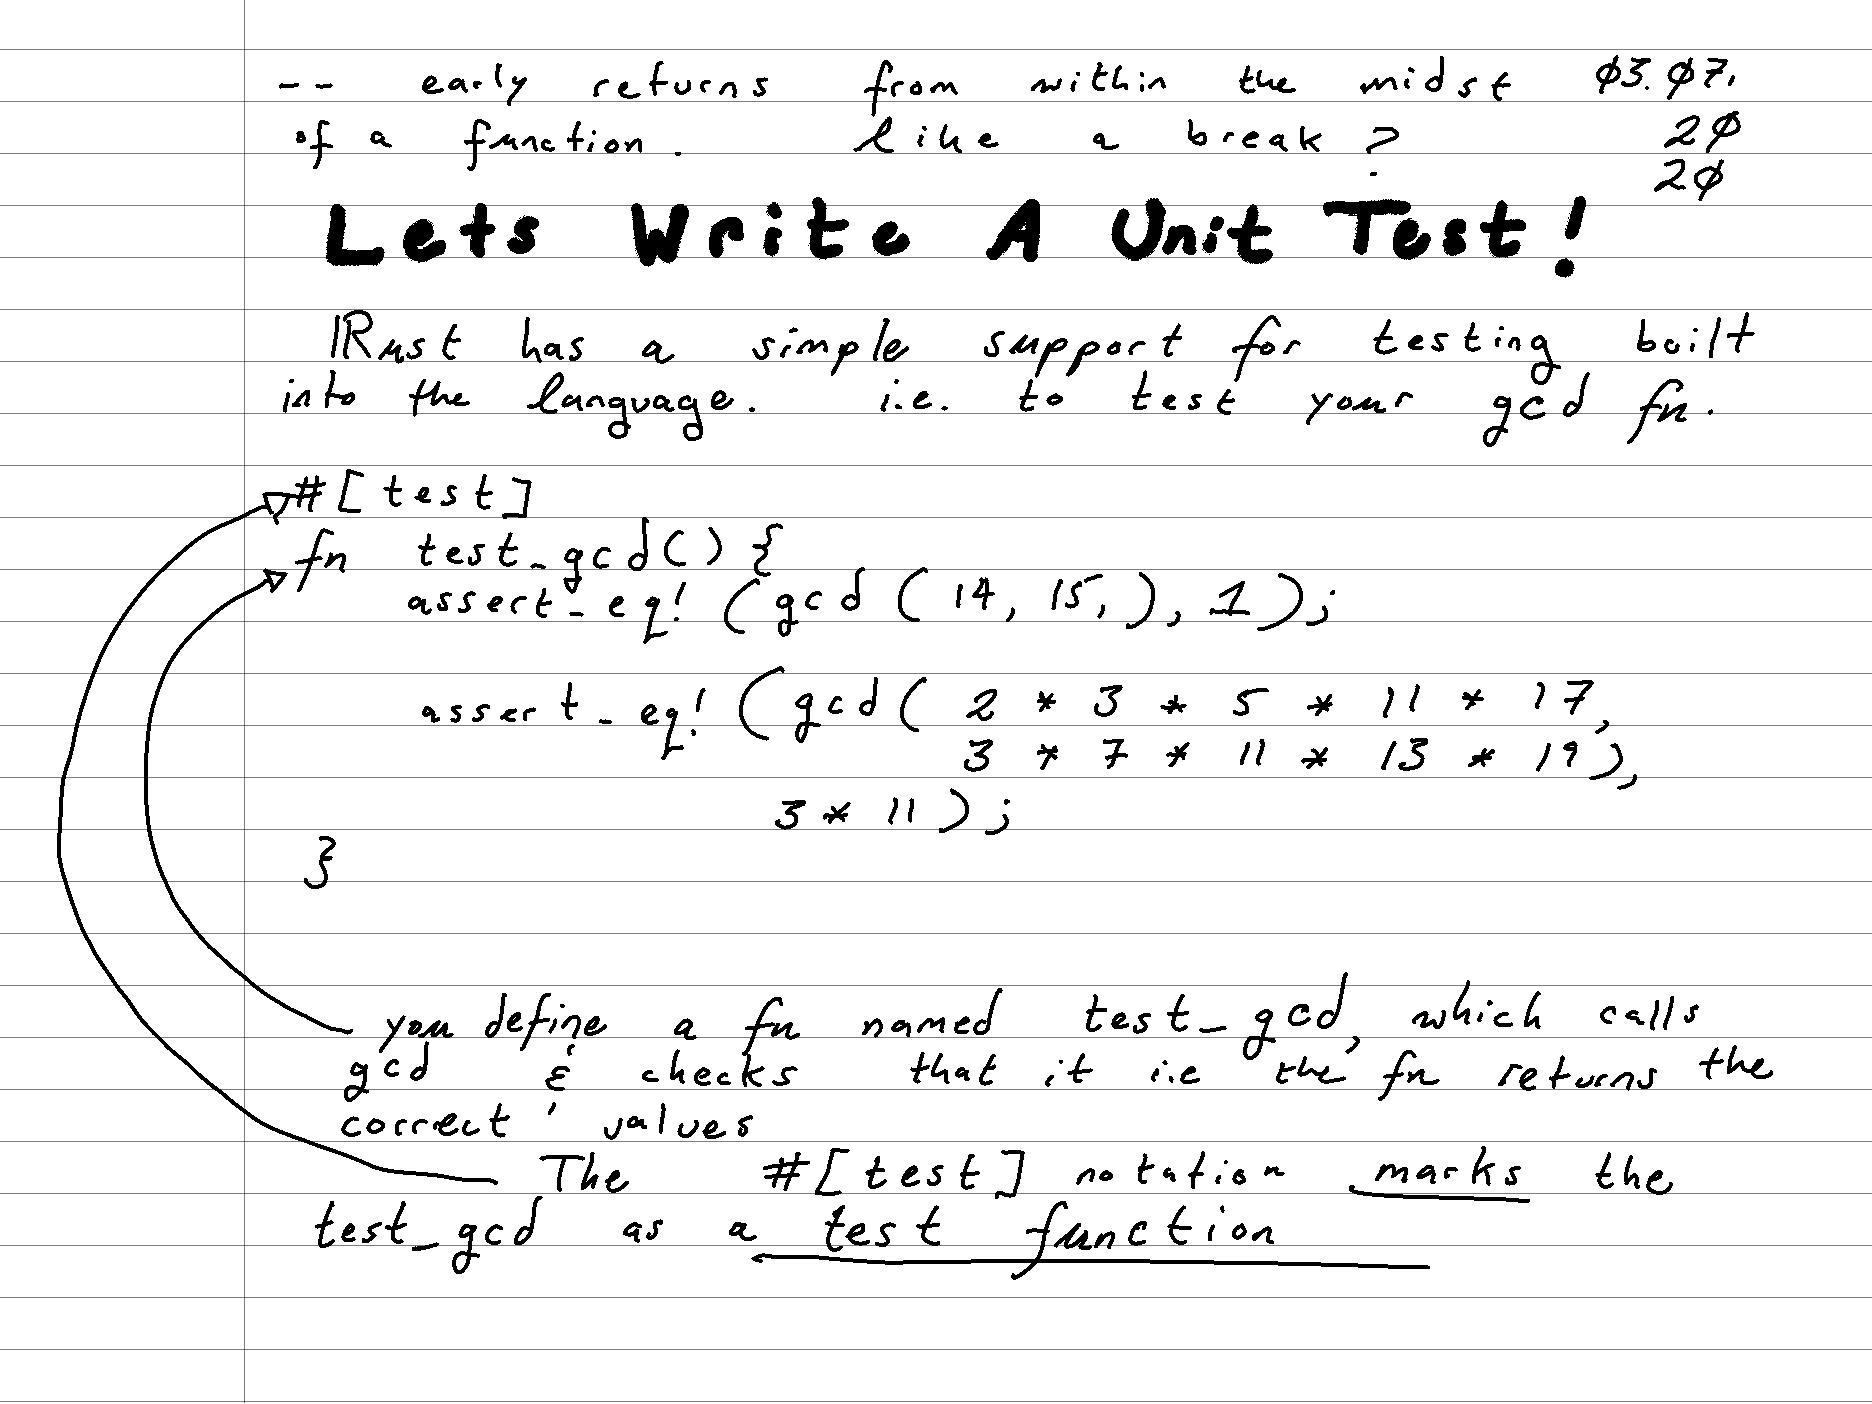 -- early returns from within the midst ø3.ø7.
of a function. like a break? 2ø
2ø
Lets Write A Unit Test!
Rust has a simple support for testing built
into the language. i.e. to test your gcd fn.
#[test]
fn test_gcd() {
assert_eq! (gcd ( 14, 15, ), 1 );
assert_eq! (gcd( 2 * 3 * 5 * 11 * 17,
3 * 7 * 11 * 13 * 19 ),
3 * 11 );
}
you define a fn named test_gcd, which calls
gcd & checks that it i.e the fn returns the
correct values
The #[test] notation marks the
test_gcd as a test function